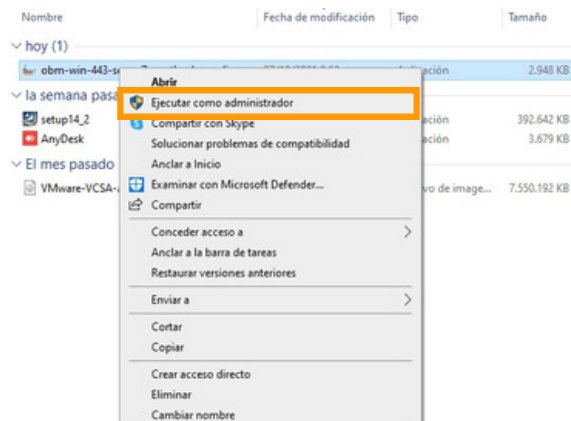 Nombre Fecha de modificación Tipo Tamaño
hoy (1)
obm-win-443- 2.948 KB
la semana pasa
setup14_2 392.642 KB
AnyDesk 3.679 KB
El mes pasado
VMware-VCSA- vo de image... 7.550.192 KB
Abrir
Ejecutar como administrador
Compartir con Skype
Solucionar problemas de compatibilidad
Anclar a Inicio
Examinar con Microsoft Defender...
Compartir
Conceder acceso a
Anclar a la barra de tareas
Restaurar versiones anteriores
Enviar a
Cortar
Copiar
Crear acceso directo
Eliminar
Cambiar nombre